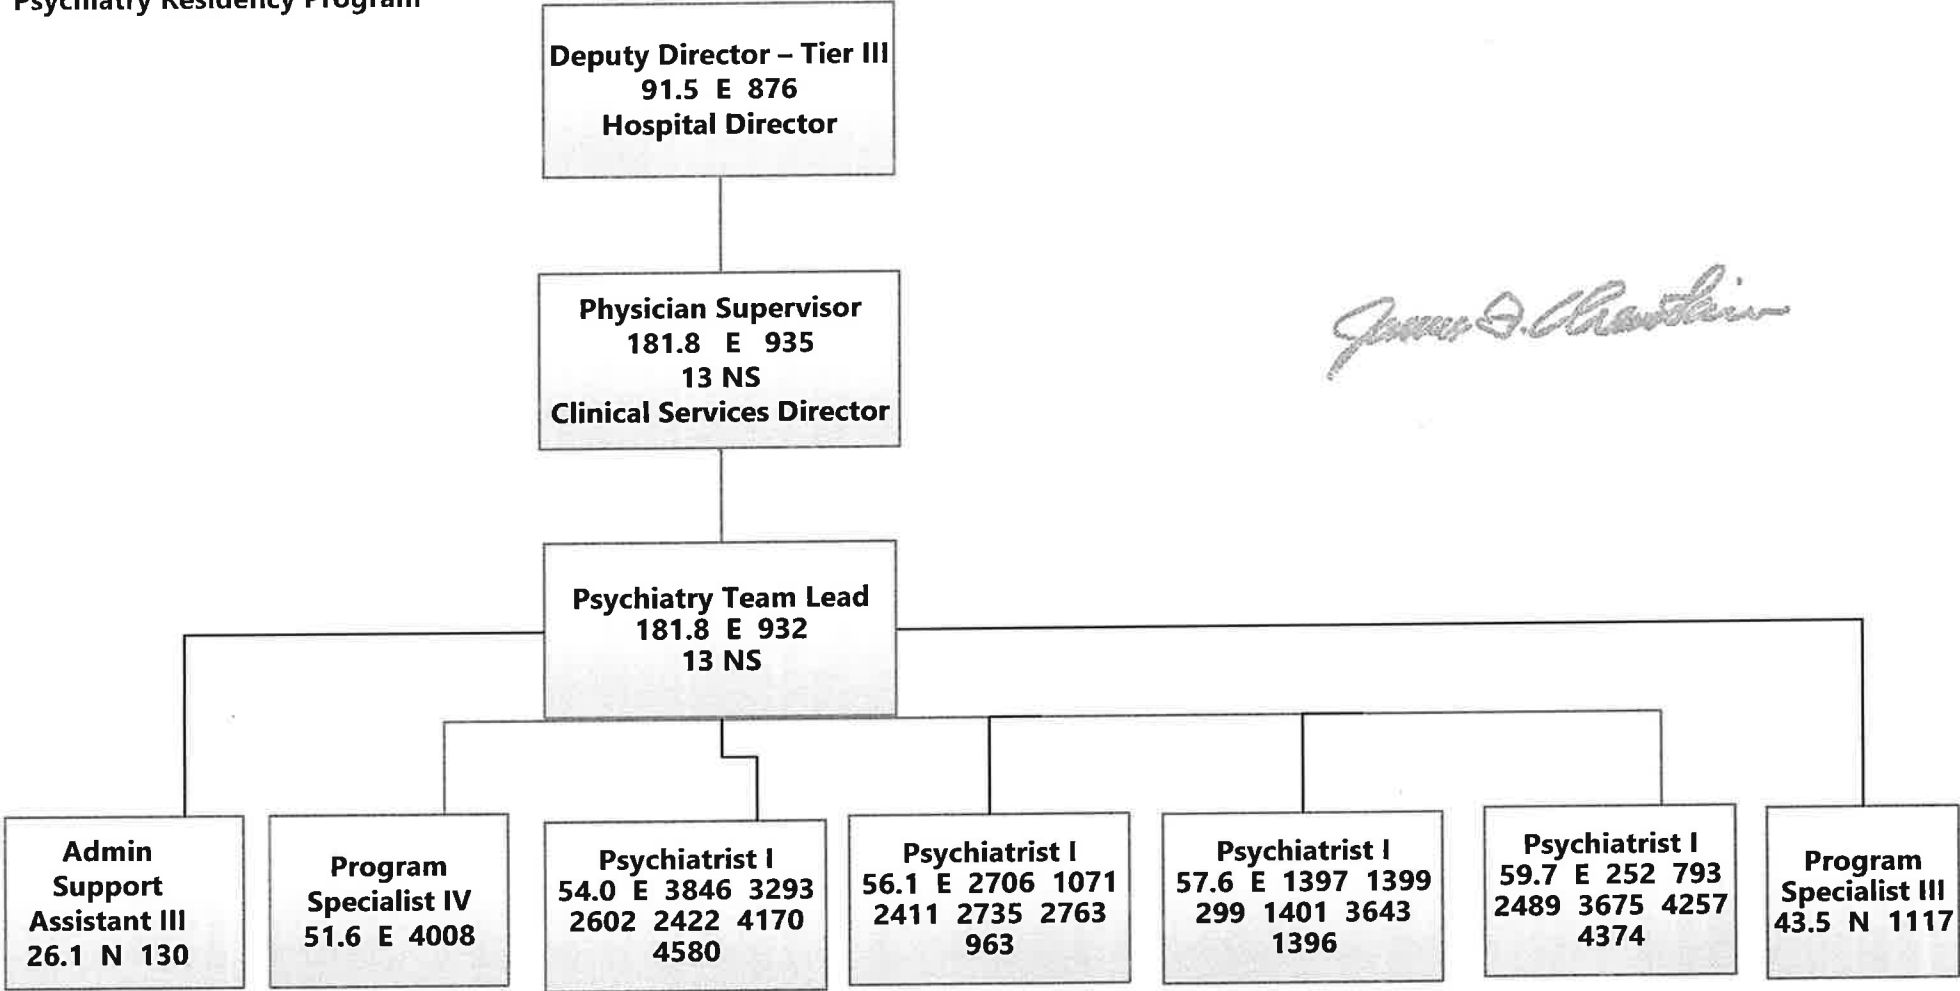 Psychiatry Residency Program
Deputy Director – Tier III
91.5 E 876
Hospital Director
Physician Supervisor
181.8 E 935
13 NS
Clinical Services Director
Psychiatry Team Lead
181.8 E 932
13 NS
Admin
Support
Assistant III
26.1 N 130
Program
Specialist IV
51.6 E 4008
Psychiatrist I
54.0 E 3846 3293
2602 2422 4170
4580
Psychiatrist I
56.1 E 2706 1071
2411 2735 2763
963
Psychiatrist I
57.6 E 1397 1399
299 1401 3643
1396
Psychiatrist I
59.7 E 252 793
2489 3675 4257
4374
Program
Specialist III
43.5 N 1117